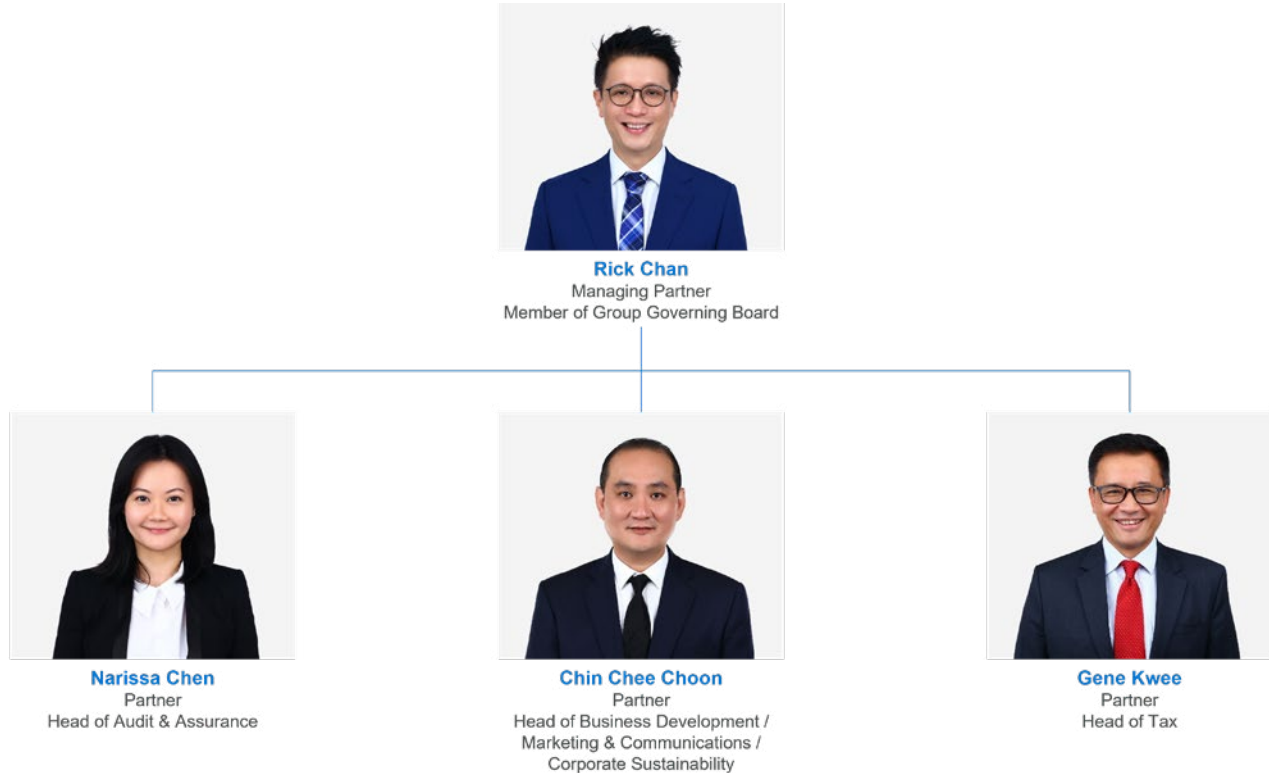 Rick Chan
Managing Partner
Member of Group Governing Board
Narissa Chen
Partner
Head of Audit & Assurance
Chin Chee Choon
Partner
Head of Business Development /
Marketing & Communications /
Corporate Sustainability
Gene Kwee
Partner
Head of Tax